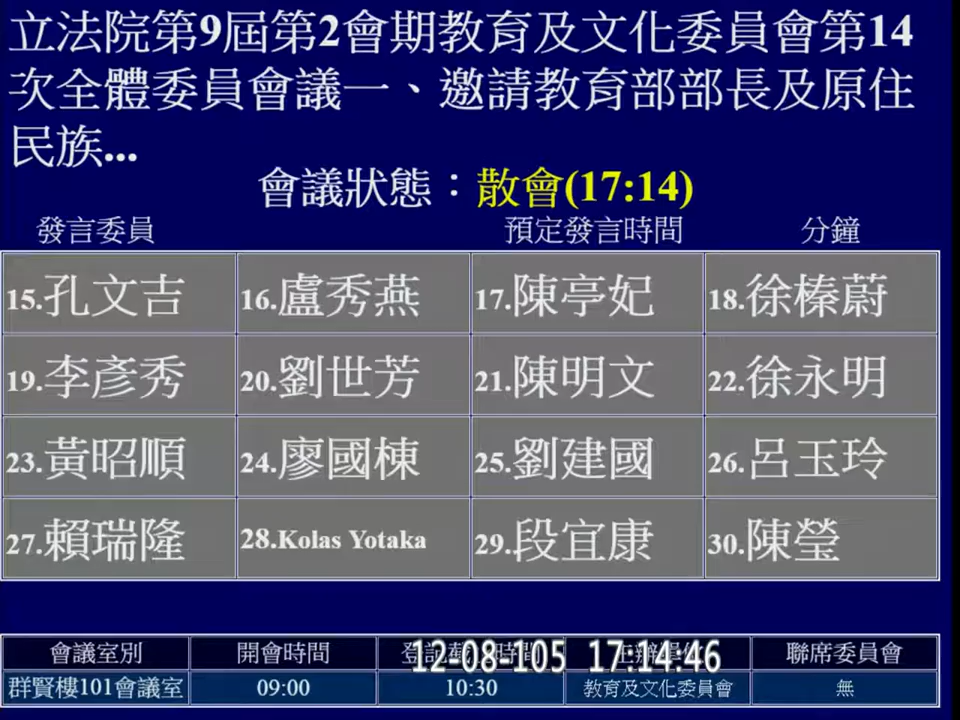 立法院第9屆第2會期教育及文化委員會第14
次全體委員會議一、邀請教育部部長及原住
民族...
會議狀態：散會(17:14)
發言委員 預定發言時間 分鐘
15.孔文吉 16.盧秀燕 17.陳亭妃 18.徐榛蔚
19.李彥秀 20.劉世芳 21.陳明文 22.徐永明
23.黃昭順 24.廖國棟 25.劉建國 26.呂玉玲
27.賴瑞隆 28.Kolas Yotaka 29.段宜康 30.陳瑩
會議室別 開會時間 聯席委員會
12-08-105 17:14:46
群賢樓101會議室 09:00 10:30 教育及文化委員會 無